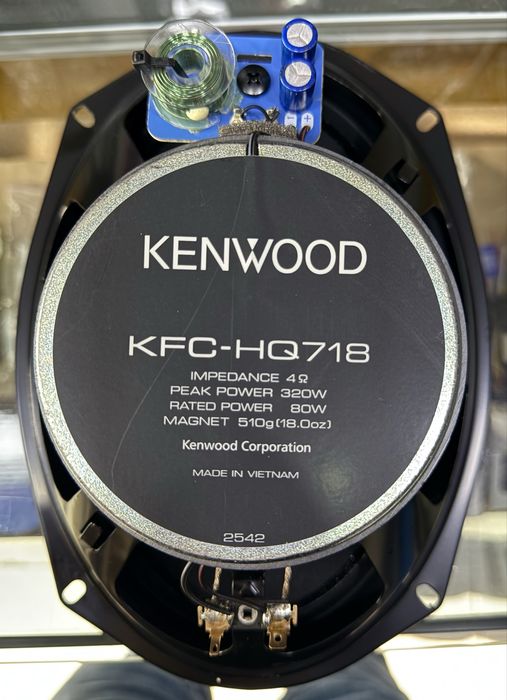 − +
KENWOOD
KFC-HQ718
IMPEDANCE 4Ω
PEAK POWER 320W
RATED POWER 80W
MAGNET 510g(18.0oz)
Kenwood Corporation
MADE IN VIETNAM
2542